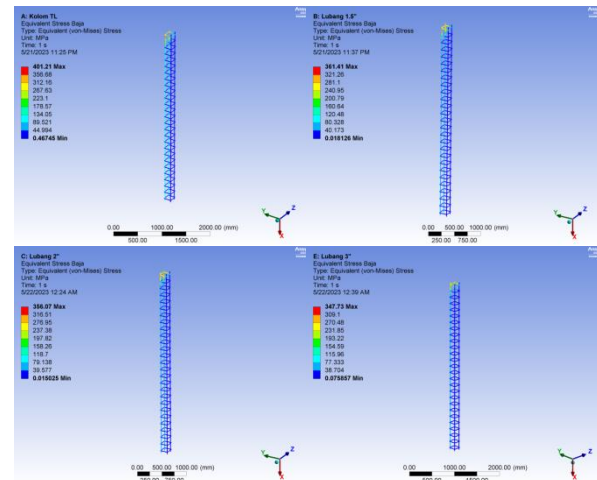 A: Kolom TL
Equivalent Stress Baja
Type: Equivalent (von-Mises) Stress
Unit: MPa
Time: 1 s
5/21/2023 11:25 PM
401.21 Max
356.68
312.16
267.63
223.1
178.57
134.05
89.521
44.994
0.46745 Min
0.00 1000.00 2000.00 (mm)
500.00 1500.00
Y Z
X
B: Lubang 1.5"
Equivalent Stress Baja
Type: Equivalent (von-Mises) Stress
Unit: MPa
Time: 1 s
5/21/2023 11:37 PM
361.41 Max
321.26
281.1
240.95
200.79
160.64
120.48
80.328
40.173
0.018126 Min
0.00 500.00 1000.00 (mm)
250.00 750.00
Y Z
X
C: Lubang 2"
Equivalent Stress Baja
Type: Equivalent (von-Mises) Stress
Unit: MPa
Time: 1 s
5/22/2023 12:24 AM
356.07 Max
316.51
276.95
237.38
197.82
158.26
118.7
79.138
39.577
0.015025 Min
0.00 500.00 1000.00 (mm)
250.00 750.00
Y Z
X
E: Lubang 3"
Equivalent Stress Baja
Type: Equivalent (von-Mises) Stress
Unit: MPa
Time: 1 s
5/22/2023 12:39 AM
347.73 Max
309.1
270.48
231.85
193.22
154.59
115.96
77.333
38.704
0.075857 Min
0.00 1000.00 2000.00 (mm)
500.00 1500.00
Y Z
X